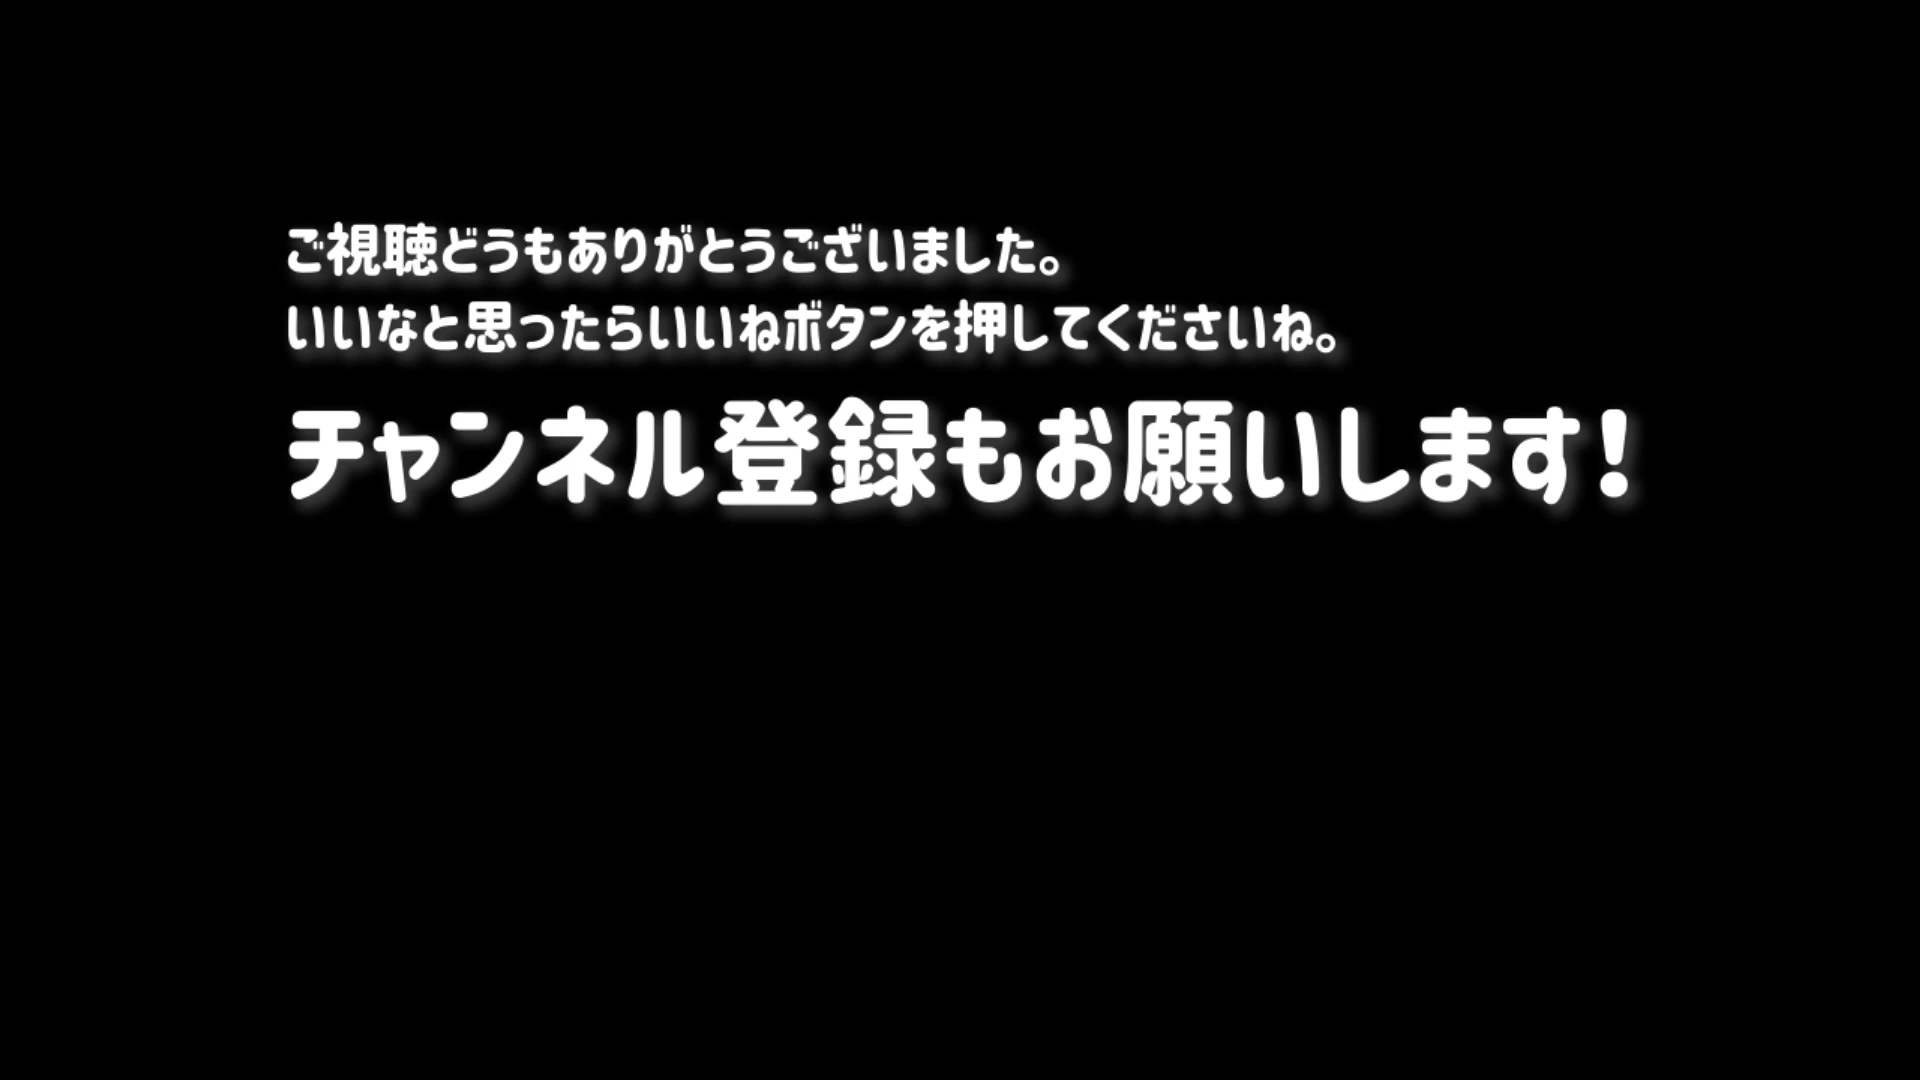 ご視聴どうもありがとうございました。
いいなと思ったらいいねボタンを押してくださいね。
チャンネル登録もお願いします!